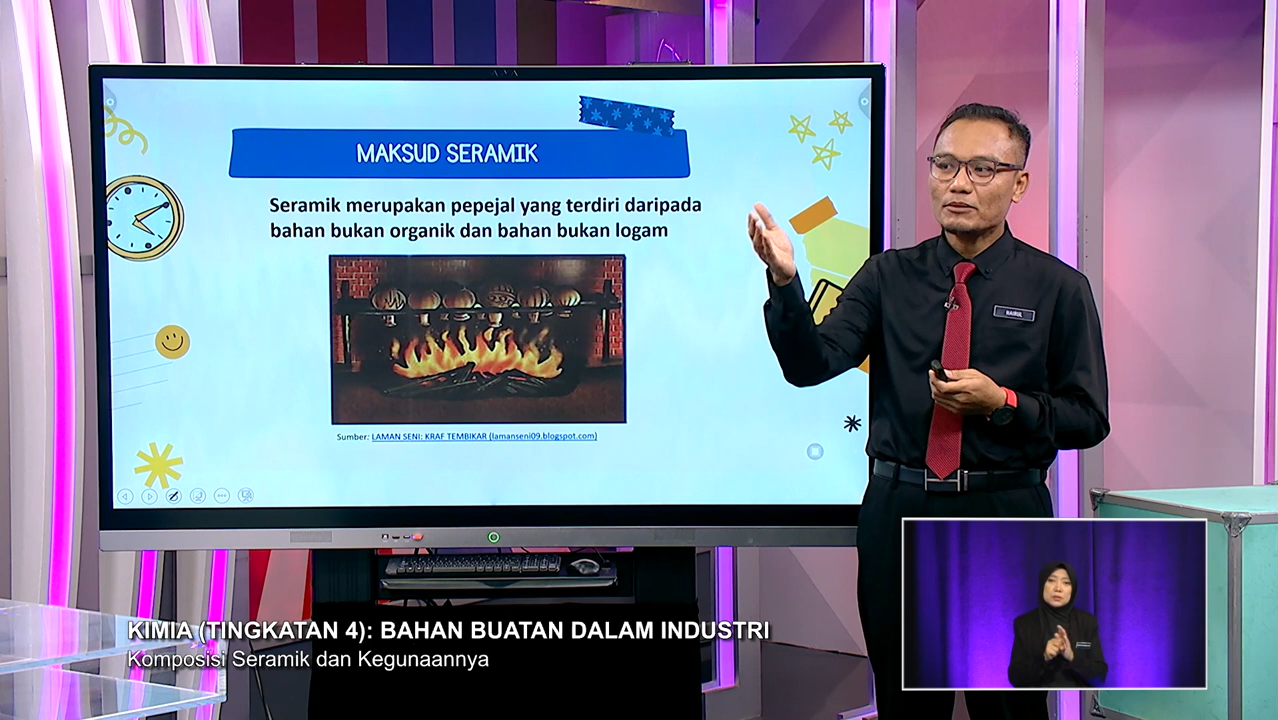 MAKSUD SERAMIK
Seramik merupakan pepejal yang terdiri daripada
bahan bukan organik dan bahan bukan logam
Sumber: LAMAN SENI: KRAF TEMBIKAR (lamanseni09.blogspot.com)
NAIRUL
KIMIA (TINGKATAN 4): BAHAN BUATAN DALAM INDUSTRI
Komposisi Seramik dan Kegunaannya